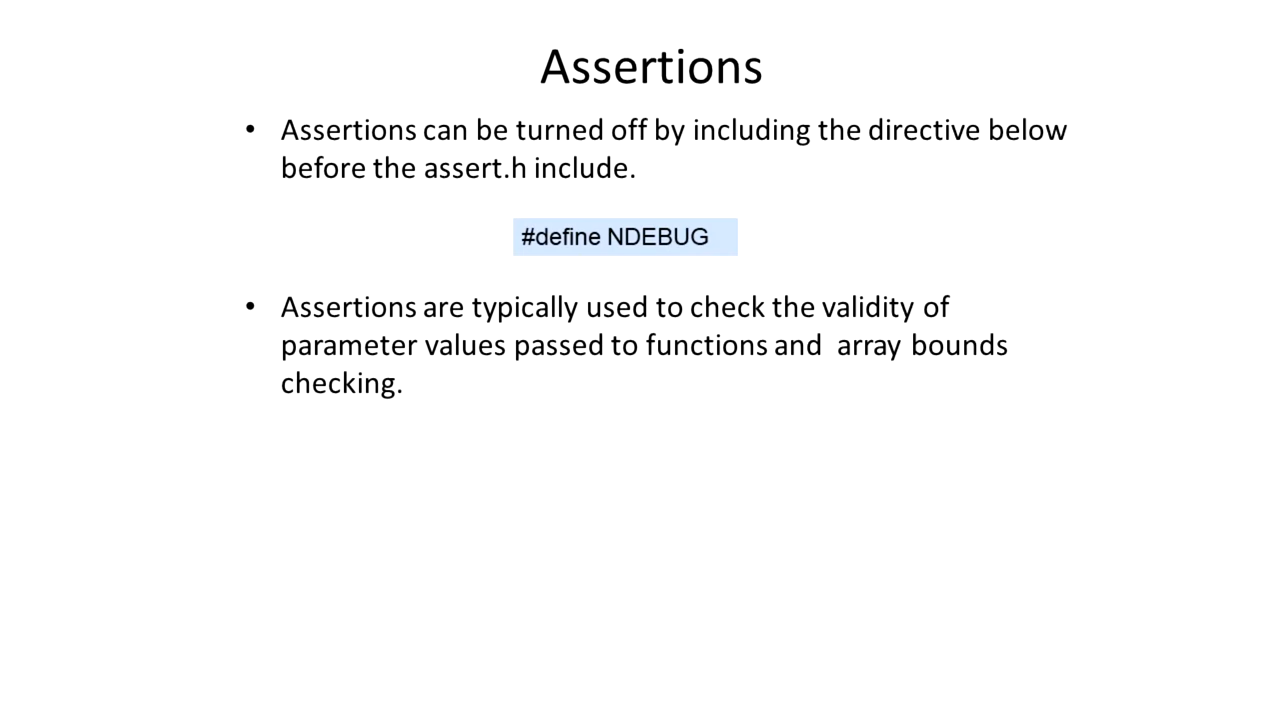 Assertions
• Assertions can be turned off by including the directive below
before the assert.h include.
#define NDEBUG
• Assertions are typically used to check the validity of
parameter values passed to functions and  array bounds
checking.